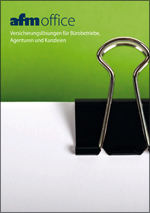 afm office
Versicherungslösungen für Bürobetriebe,
Agenturen und Kanzleien